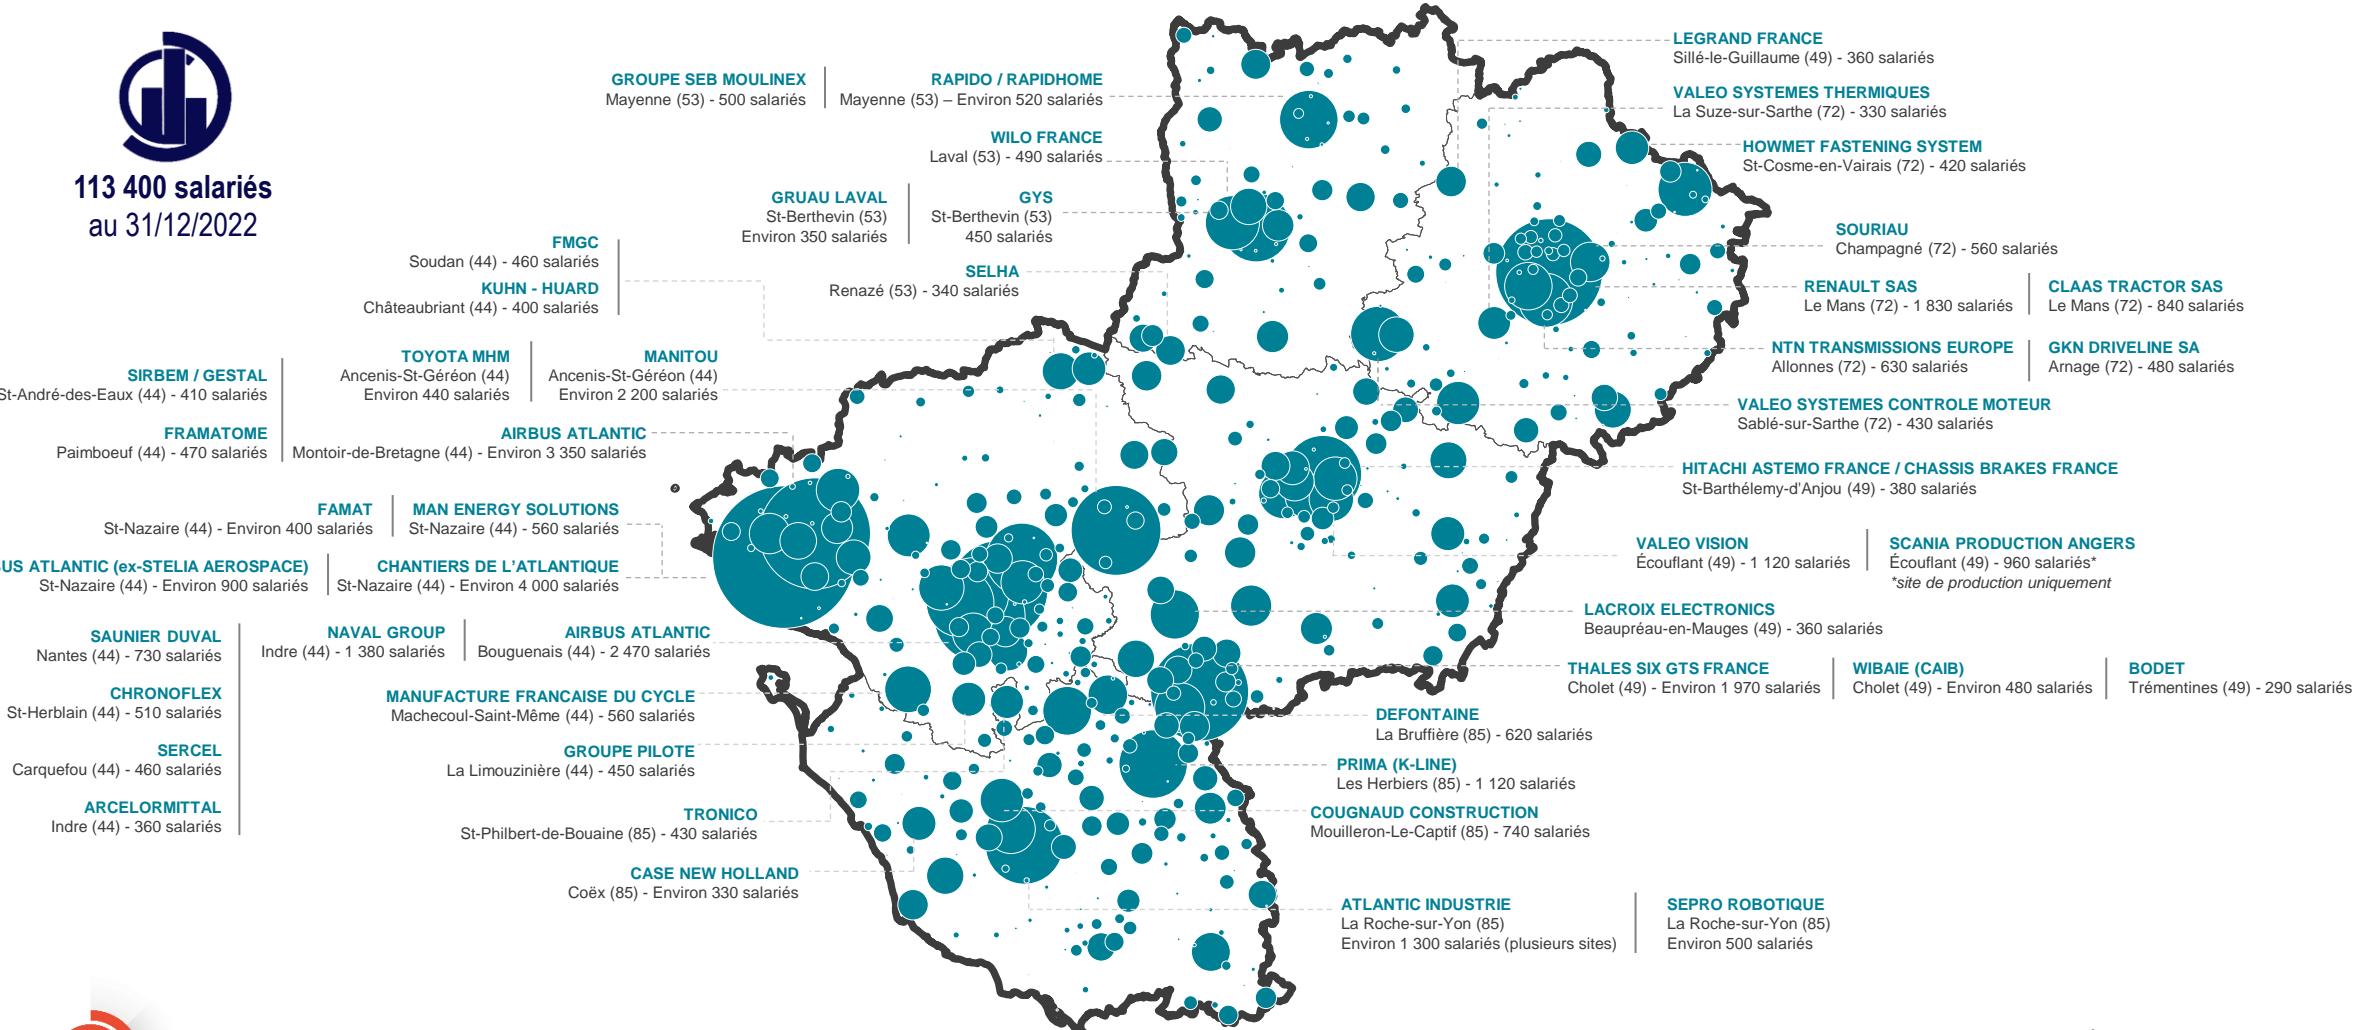 113 400 salariés
au 31/12/2022
GROUPE SEB MOULINEX
Mayenne (53) - 500 salariés
RAPIDO / RAPIDHOME
Mayenne (53) – Environ 520 salariés
WILO FRANCE
Laval (53) - 490 salariés
GRUAU LAVAL
St-Berthevin (53)
Environ 350 salariés
GYS
St-Berthevin (53)
450 salariés
FMGC
Soudan (44) - 460 salariés
KUHN - HUARD
Châteaubriant (44) - 400 salariés
SELHA
Renazé (53) - 340 salariés
SIRBEM / GESTAL
St-André-des-Eaux (44) - 410 salariés
FRAMATOME
Paimboeuf (44) - 470 salariés
TOYOTA MHM
Ancenis-St-Géréon (44)
Environ 440 salariés
MANITOU
Ancenis-St-Géréon (44)
Environ 2 200 salariés
AIRBUS ATLANTIC
Montoir-de-Bretagne (44) - Environ 3 350 salariés
FAMAT
St-Nazaire (44) - Environ 400 salariés
MAN ENERGY SOLUTIONS
St-Nazaire (44) - 560 salariés
US ATLANTIC (ex-STELIA AEROSPACE)
St-Nazaire (44) - Environ 900 salariés
CHANTIERS DE L'ATLANTIQUE
St-Nazaire (44) - Environ 4 000 salariés
SAUNIER DUVAL
Nantes (44) - 730 salariés
CHRONOFLEX
St-Herblain (44) - 510 salariés
SERCEL
Carquefou (44) - 460 salariés
ARCELORMITTAL
Indre (44) - 360 salariés
NAVAL GROUP
Indre (44) - 1 380 salariés
AIRBUS ATLANTIC
Bouguenais (44) - 2 470 salariés
MANUFACTURE FRANCAISE DU CYCLE
Machecoul-Saint-Même (44) - 560 salariés
GROUPE PILOTE
La Limouzinière (44) - 450 salariés
TRONICO
St-Philbert-de-Bouaine (85) - 430 salariés
CASE NEW HOLLAND
Coëx (85) - Environ 330 salariés
LEGRAND FRANCE
Sillé-le-Guillaume (49) - 360 salariés
VALEO SYSTEMES THERMIQUES
La Suze-sur-Sarthe (72) - 330 salariés
HOWMET FASTENING SYSTEM
St-Cosme-en-Vairais (72) - 420 salariés
SOURIAU
Champagné (72) - 560 salariés
RENAULT SAS
Le Mans (72) - 1 830 salariés
CLAAS TRACTOR SAS
Le Mans (72) - 840 salariés
NTN TRANSMISSIONS EUROPE
Allonnes (72) - 630 salariés
GKN DRIVELINE SA
Arnage (72) - 480 salariés
VALEO SYSTEMES CONTROLE MOTEUR
Sablé-sur-Sarthe (72) - 430 salariés
HITACHI ASTEMO FRANCE / CHASSIS BRAKES FRANCE
St-Barthélemy-d'Anjou (49) - 380 salariés
VALEO VISION
Écouflant (49) - 1 120 salariés
SCANIA PRODUCTION ANGERS
Écouflant (49) - 960 salariés*
*site de production uniquement
LACROIX ELECTRONICS
Beaupréau-en-Mauges (49) - 360 salariés
THALES SIX GTS FRANCE
Cholet (49) - Environ 1 970 salariés
WIBAIE (CAIB)
Cholet (49) - Environ 480 salariés
BODET
Trémentines (49) - 290 salariés
DEFONTAINE
La Bruffière (85) - 620 salariés
PRIMA (K-LINE)
Les Herbiers (85) - 1 120 salariés
COUGNAUD CONSTRUCTION
Mouilleron-Le-Captif (85) - 740 salariés
ATLANTIC INDUSTRIE
La Roche-sur-Yon (85)
Environ 1 300 salariés (plusieurs sites)
SEPRO ROBOTIQUE
La Roche-sur-Yon (85)
Environ 500 salariés